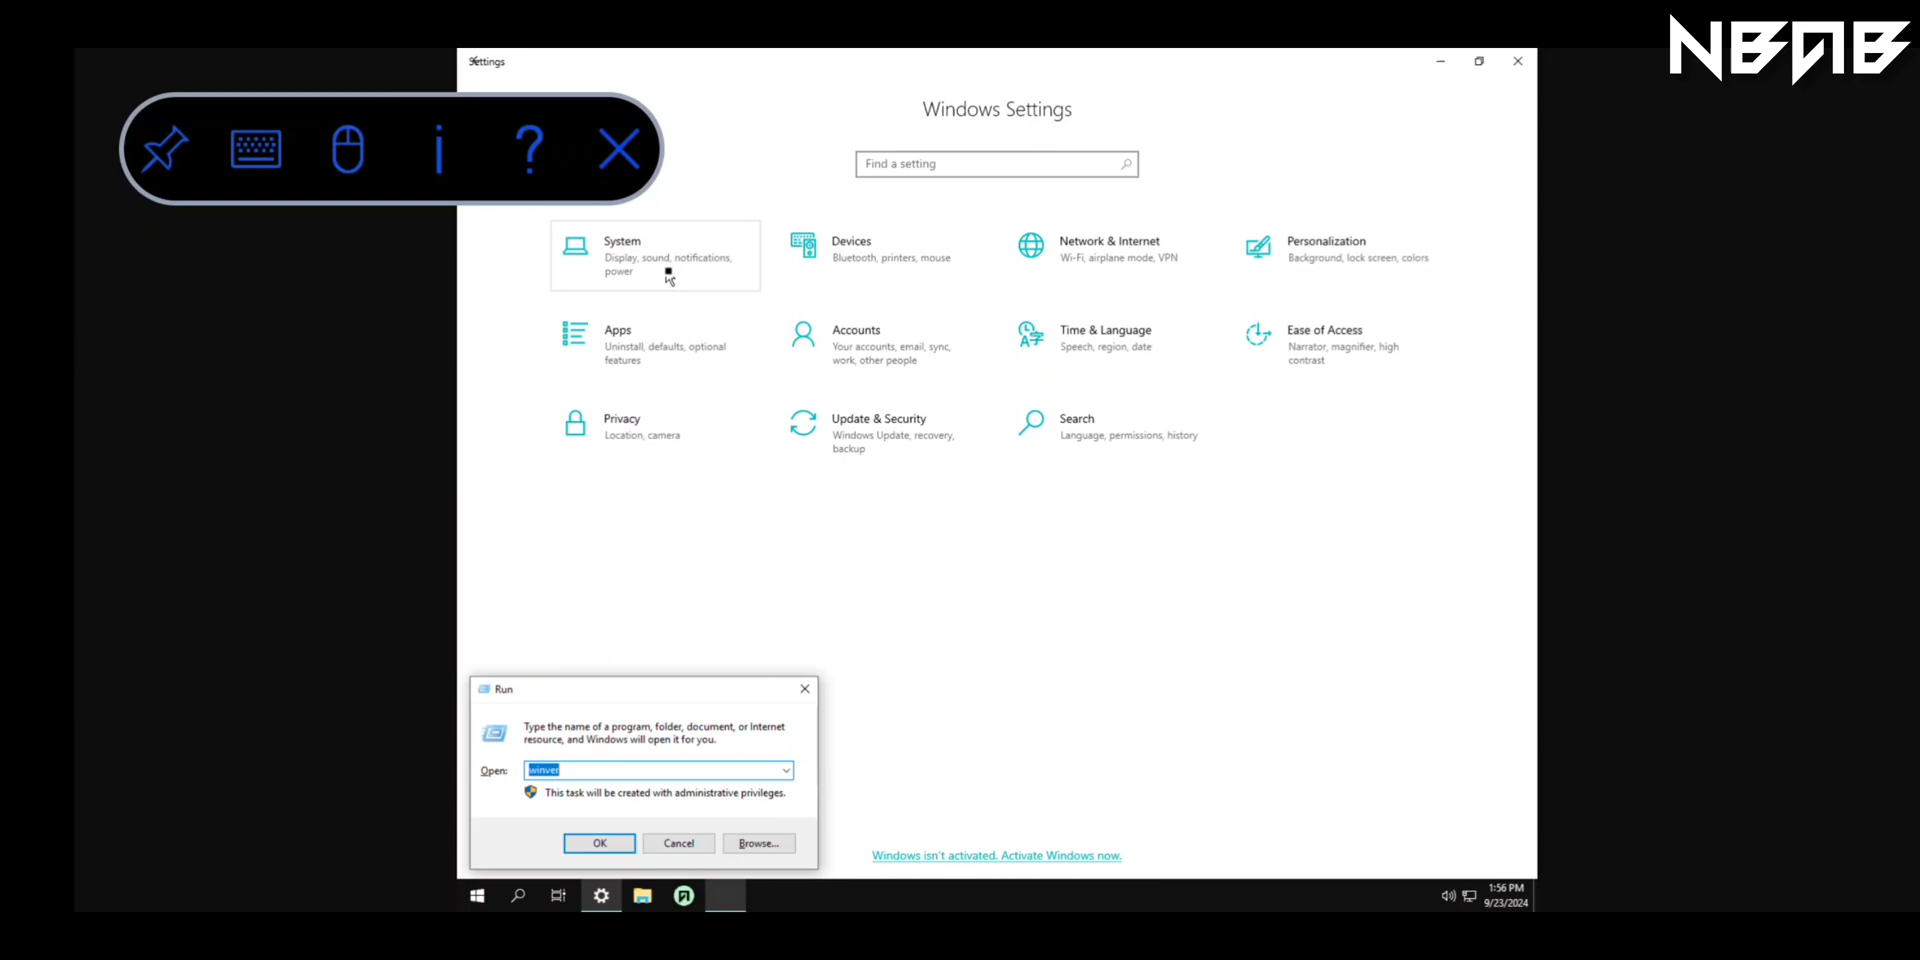 NBAB
Settings
Windows Settings
Find a setting
System
Display, sound, notifications,
power
Devices
Bluetooth, printers, mouse
Network & Internet
Wi-Fi, airplane mode, VPN
Personalization
Background, lock screen, colors
Apps
Uninstall, defaults, optional
features
Accounts
Your accounts, email, sync,
work, other people
Time & Language
Speech, region, date
Ease of Access
Narrator, magnifier, high
contrast
Privacy
Location, camera
Update & Security
Windows Update, recovery,
backup
Search
Language, permissions, history
Run
Type the name of a program, folder, document, or Internet
resource, and Windows will open it for you.
Open: winver
This task will be created with administrative privileges.
OK Cancel Browse...
Windows isn't activated. Activate Windows now.
1:56 PM
9/23/2024